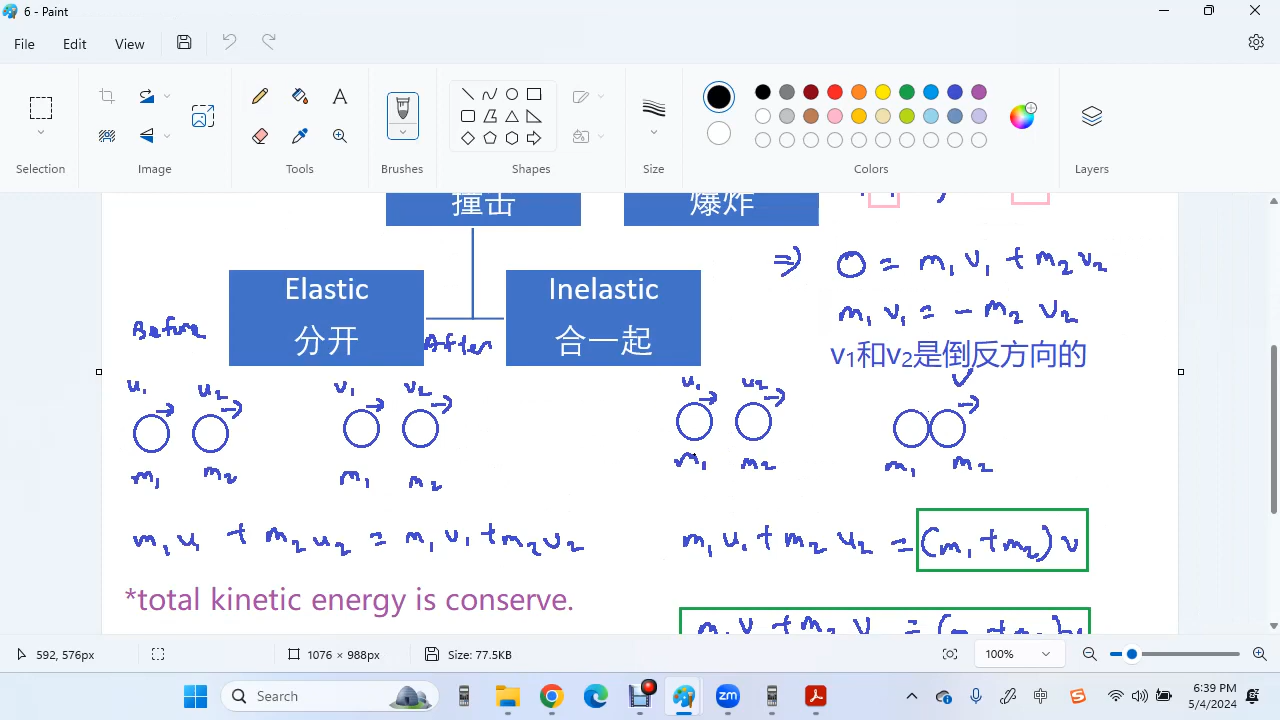 6 - Paint
File Edit View
Selection Image Tools Brushes Shapes Size Colors Layers
撞击 爆炸
⇒ 0 = m₁v₁ + m₂v₂
Elastic Inelastic
m₁v₁ = - m₂v₂
Before 分开 After 合一起
v₁和v₂是倒反方向的
u₁ u₂ v₁ v₂ u₁ u₂ v
m₁ m₂ m₁ m₂ m₁ m₂ m₁ m₂
m₁u₁ + m₂u₂ = m₁v₁ + m₂v₂ m₁u₁ + m₂u₂ = (m₁ + m₂)v
*total kinetic energy is conserve.
592, 576px 1076 × 988px Size: 77.5KB 100%
Search zm 中 6:39 PM
5/4/2024